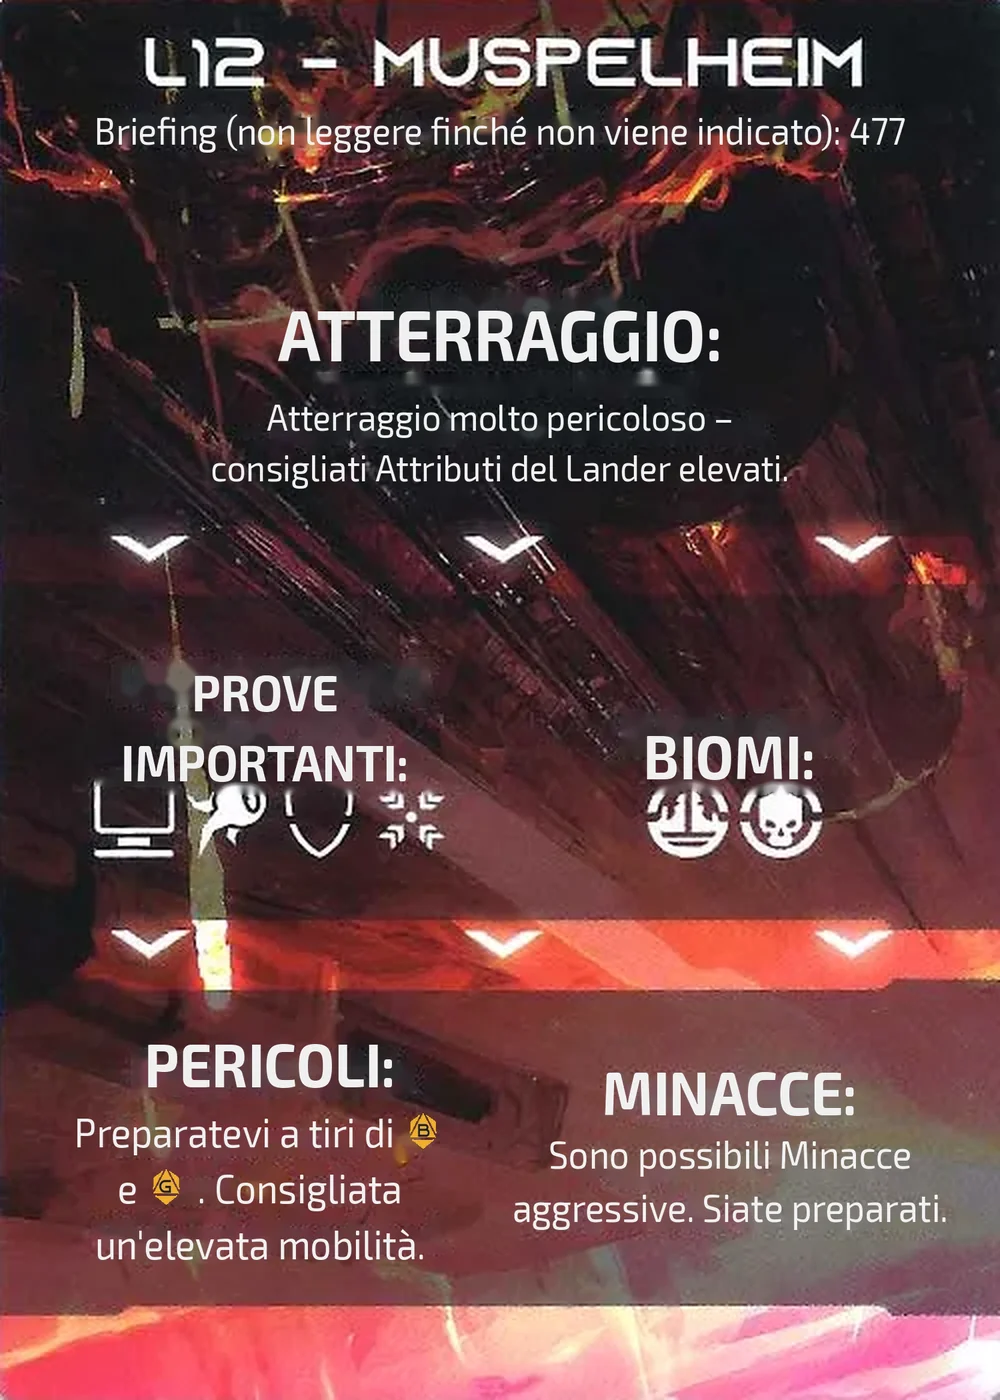 L12 - MUSPELHEIM
Briefing (non leggere finché non viene indicato): 477
ATTERRAGGIO:
Atterraggio molto pericoloso –
consigliati Attributi del Lander elevati.
PROVE
IMPORTANTI:
BIOMI:
PERICOLI:
Preparatevi a tiri di B
e G . Consigliata
un'elevata mobilità.
MINACCE:
Sono possibili Minacce
aggressive. Siate preparati.